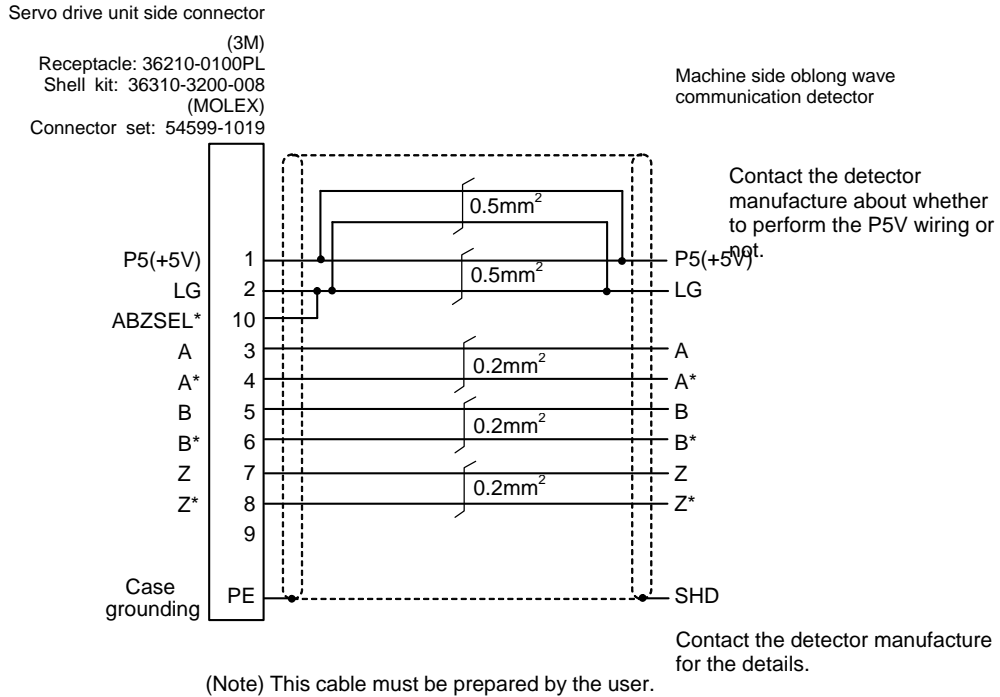 Servo drive unit side connector
(3M)
Receptacle: 36210-0100PL
Shell kit: 36310-3200-008
(MOLEX)
Connector set: 54599-1019
Machine side oblong wave
communication detector
Contact the detector
manufacture about whether
to perform the P5V wiring or
not.
0.5mm²
P5(+5V) 1 P5(+5V)
0.5mm²
LG 2 LG
ABZSEL* 10
A 3 A
0.2mm²
A* 4 A*
B 5 B
0.2mm²
B* 6 B*
Z 7 Z
0.2mm²
Z* 8 Z*
9
Case
grounding PE SHD
Contact the detector manufacture
for the details.
(Note) This cable must be prepared by the user.